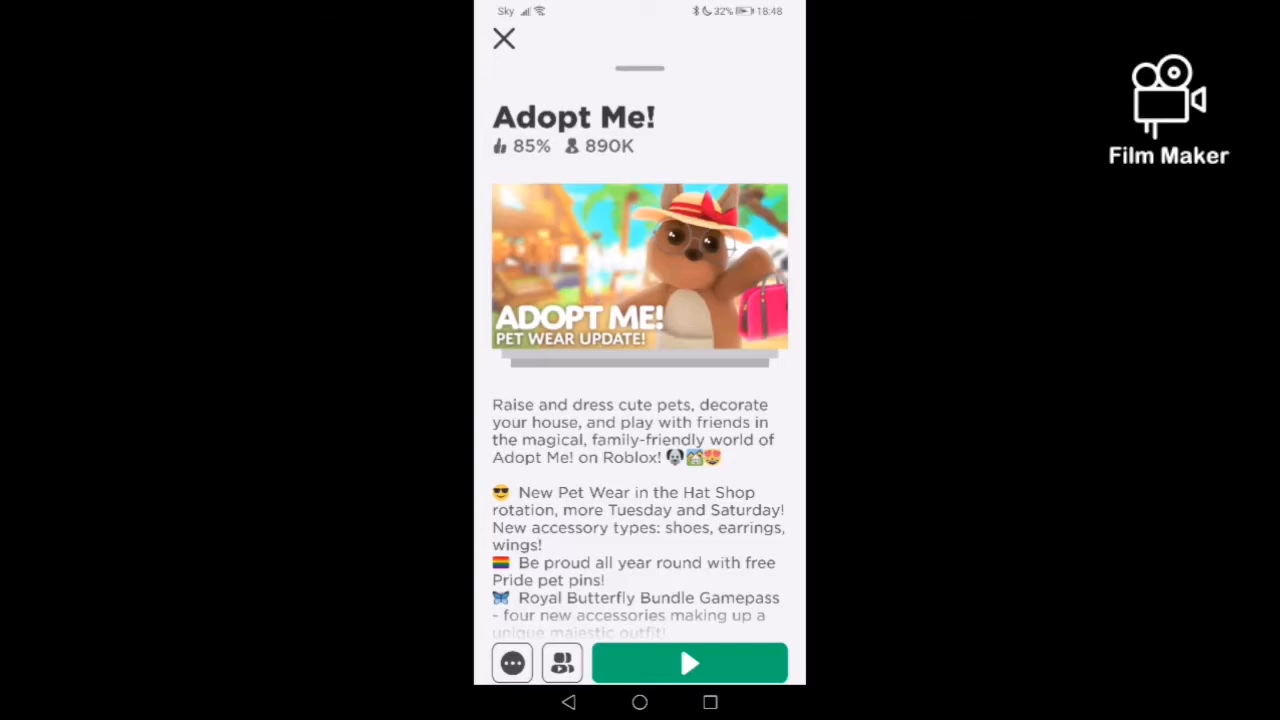 Sky 32% 18:48
Film Maker
Adopt Me!
85% 890K
ADOPT ME!
PET WEAR UPDATE!
Raise and dress cute pets, decorate
your house, and play with friends in
the magical, family-friendly world of
Adopt Me! on Roblox! 🐶🏡😻
😎 New Pet Wear in the Hat Shop
rotation, more Tuesday and Saturday!
New accessory types: shoes, earrings,
wings!
🏳️‍🌈 Be proud all year round with free
Pride pet pins!
🦋 Royal Butterfly Bundle Gamepass
- four new accessories making up a
unique majestic outfit!